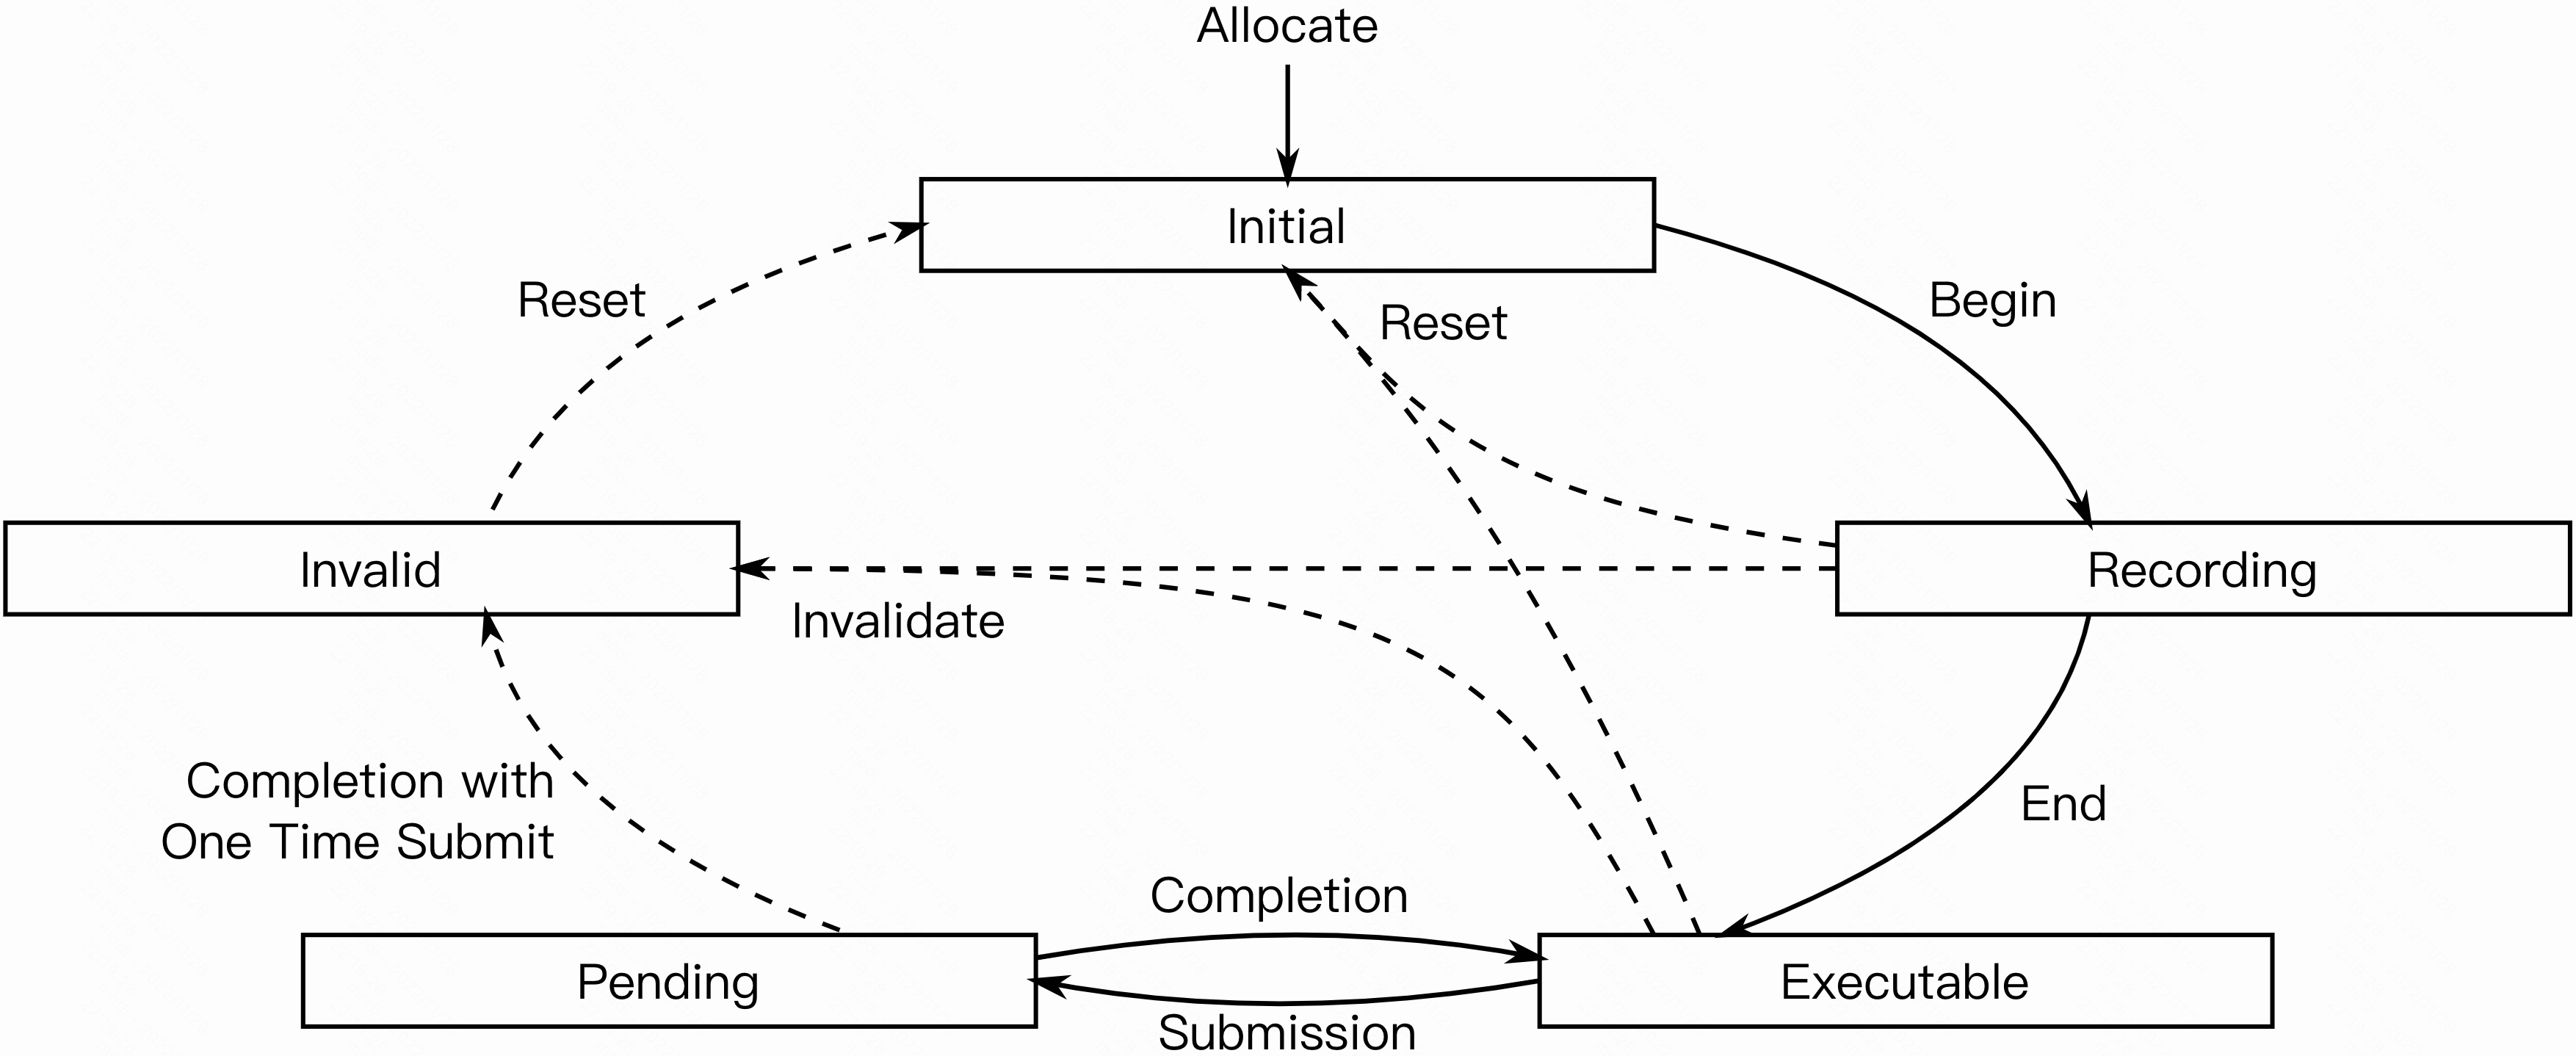 Allocate
Initial
Reset
Reset
Begin
Invalid
Recording
Invalidate
Completion with
One Time Submit
End
Completion
Pending
Executable
Submission